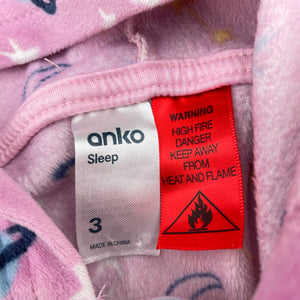 anko
Sleep
3
MADE IN CHINA
WARNING
HIGH FIRE
DANGER
KEEP AWAY
FROM
HEAT AND FLAME